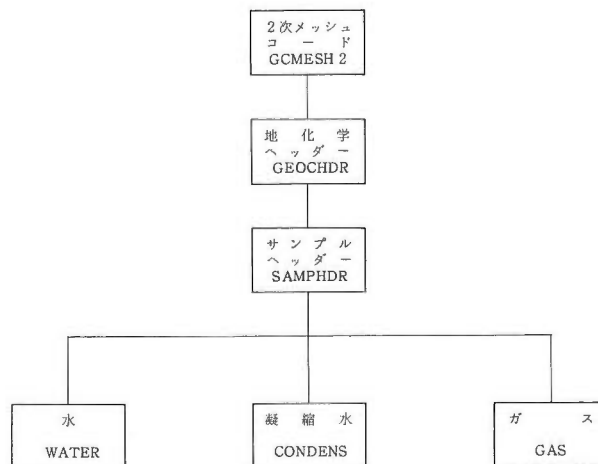 2次メッシュ
コード
GCMESH 2
地化学
ヘッダー
GEOCHDR
サンプル
ヘッダー
SAMPHDR
水
WATER
凝縮水
CONDENS
ガス
GAS